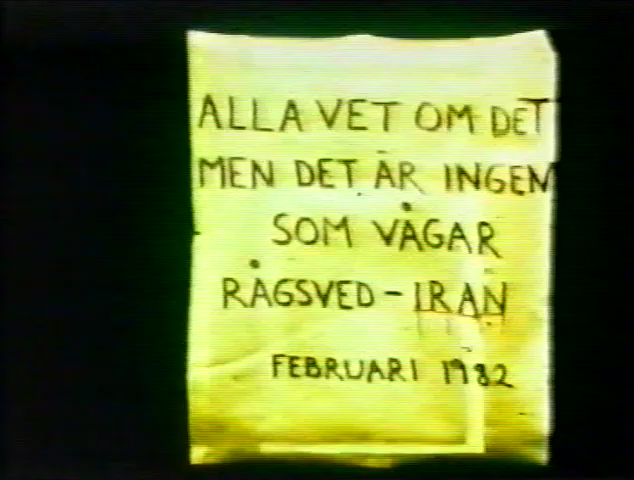 ALLA VET OM DET
MEN DET ÄR INGEN
SOM VÅGAR
RÅGSVED - IRAN
FEBRUARI 1982